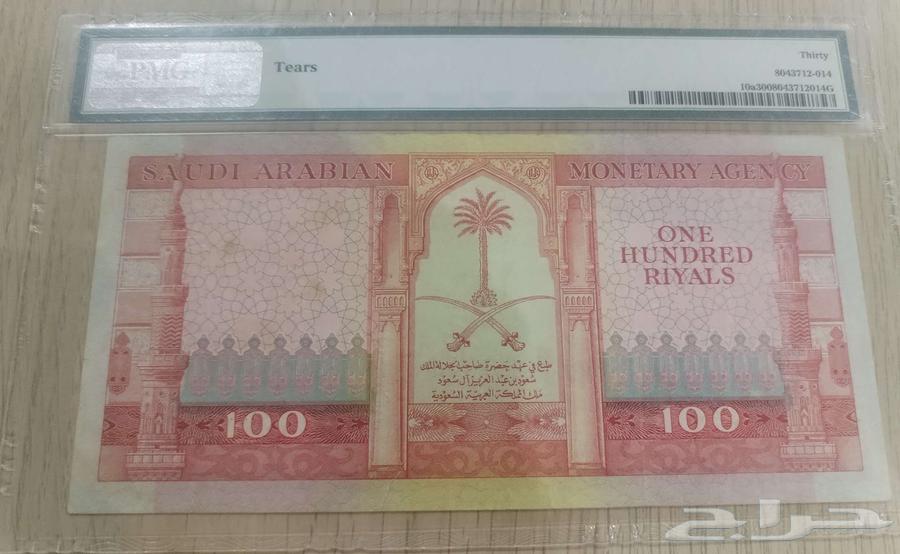 PMG
Tears
Thirty
8043712-014
10a3008043712014G
SAUDI ARABIAN MONETARY AGENCY
ONE
HUNDRED
RIYALS
طبع في عهد حضرة صاحب الجلالة الملك
سعود بن عبد العزيز آل سعود
ملك المملكة العربية السعودية
100 100
حراج